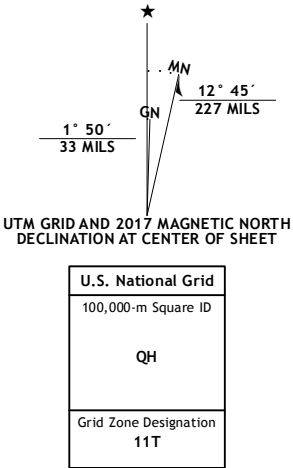 ★
MN
GN
12° 45´
227 MILS
1° 50´
33 MILS
UTM GRID AND 2017 MAGNETIC NORTH
DECLINATION AT CENTER OF SHEET
U.S. National Grid
100,000-m Square ID
QH
Grid Zone Designation
11T